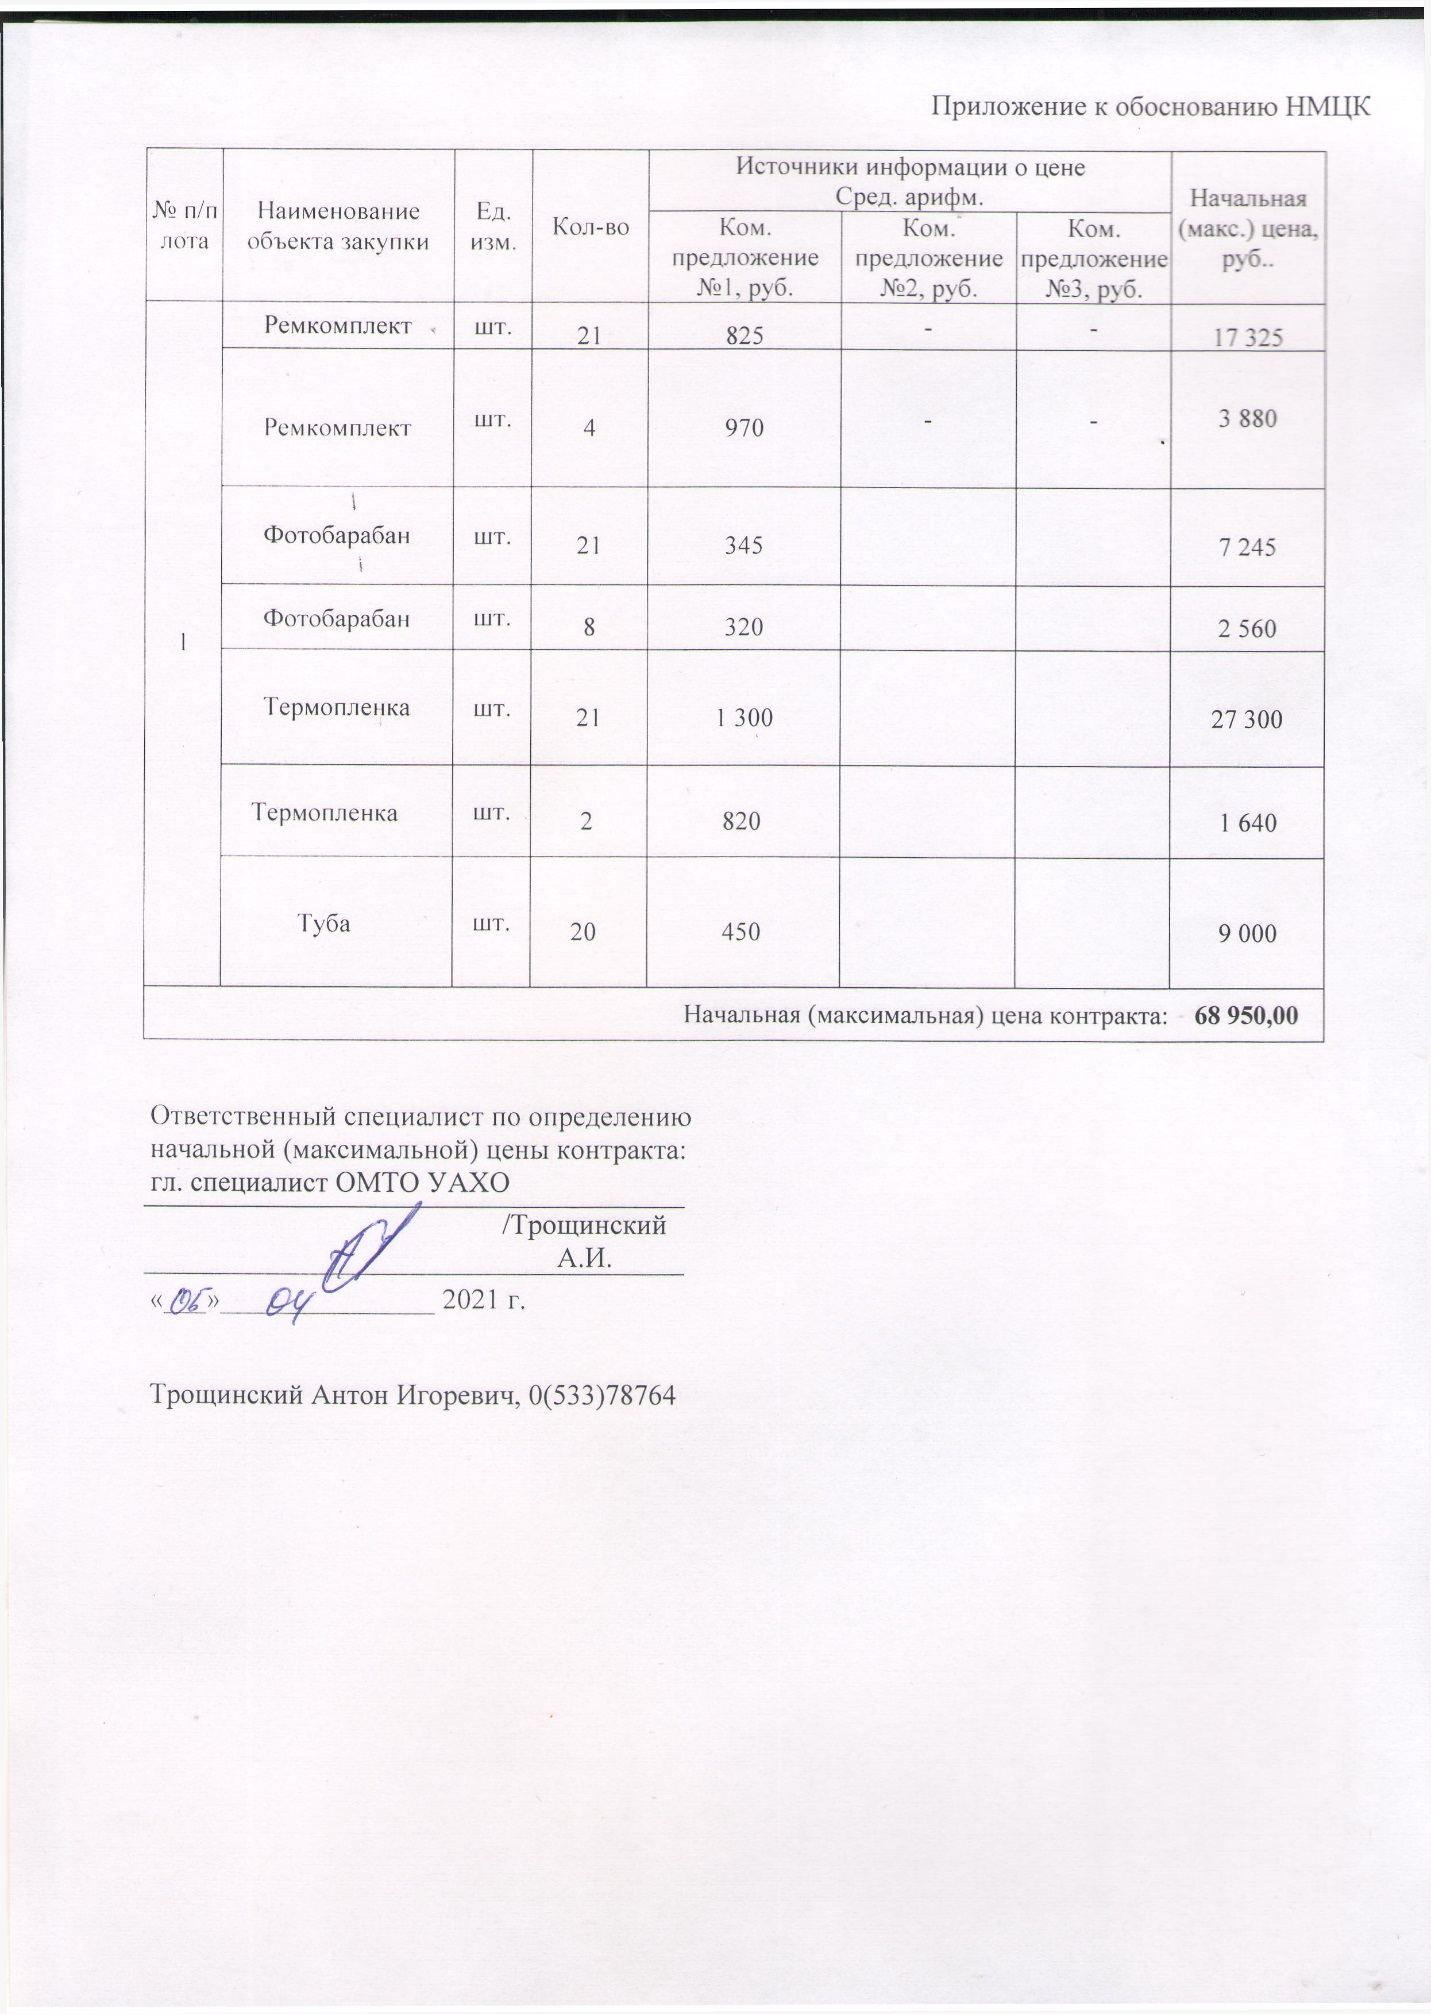 Приложение к обоснованию НМЦК
№ п/п лота
Наименование объекта закупки
Ед. изм.
Кол-во
Источники информации о цене
Сред. арифм.
Ком. предложение №1, руб.
Ком. предложение №2, руб.
Ком. предложение №3, руб.
Начальная (макс.) цена, руб..
1
Ремкомплект шт. 21 825 - - 17 325
Ремкомплект шт. 4 970 - - 3 880
Фотобарабан шт. 21 345 7 245
Фотобарабан шт. 8 320 2 560
Термопленка шт. 21 1 300 27 300
Термопленка шт. 2 820 1 640
Туба шт. 20 450 9 000
Начальная (максимальная) цена контракта: 68 950,00
Ответственный специалист по определению
начальной (максимальной) цены контракта:
гл. специалист ОМТО УАХО
/Трощинский
А.И.
«05» 04 2021 г.
Трощинский Антон Игоревич, 0(533)78764